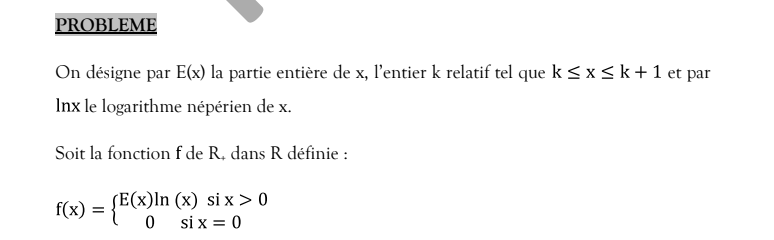 PROBLEME
On désigne par E(x) la partie entière de x, l'entier k relatif tel que k ≤ x ≤ k + 1 et par
lnx le logarithme népérien de x.
Soit la fonction f de R₊ dans R définie :
f(x) = {E(x)ln (x) si x > 0
0 si x = 0